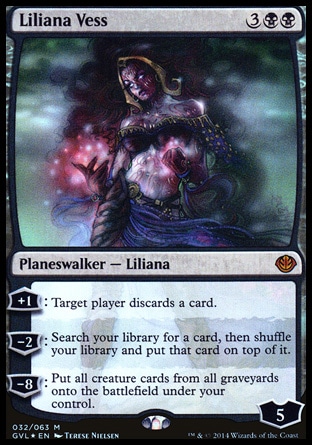 Liliana Vess 3
Planeswalker — Liliana
+1: Target player discards a card.
-2: Search your library for a card, then shuffle
your library and put that card on top of it.
-8: Put all creature cards from all graveyards
onto the battlefield under your
control.
5
032/063 M
GVL ★ EN Terese Nielsen
™ & © 2014 Wizards of the Coast